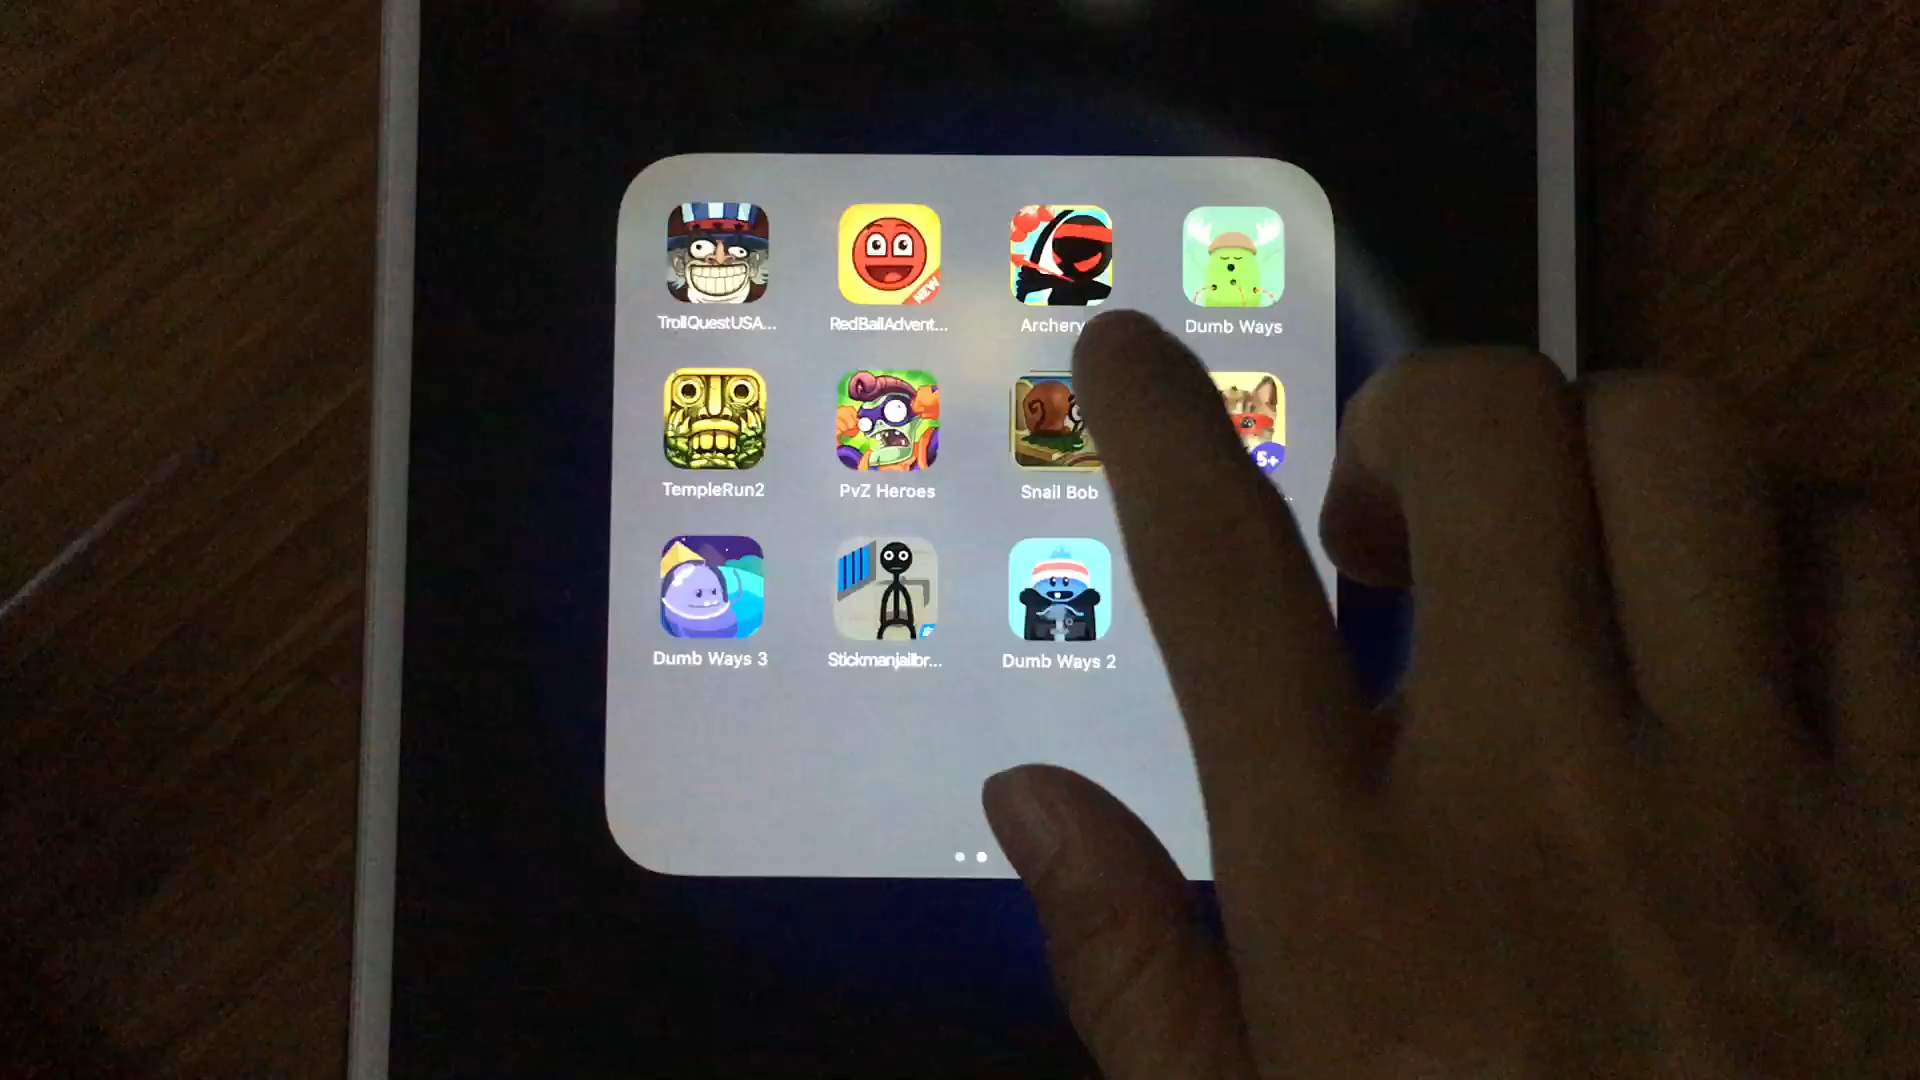 NEW
TrollQuestUSA...
RedBallAdvent...
Archery
Dumb Ways
5+
TempleRun2
PvZ Heroes
Snail Bob
Dumb Ways 3
Stickmanjailbr...
Dumb Ways 2